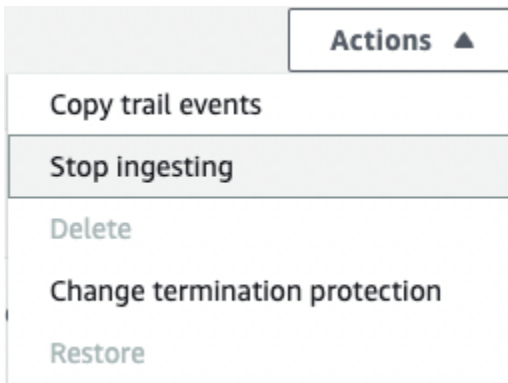 Actions
Copy trail events
Stop ingesting
Delete
Change termination protection
Restore